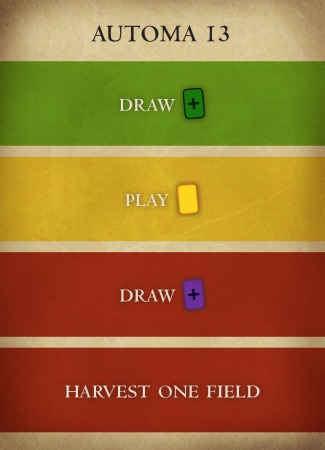 AUTOMA 13
DRAW +
PLAY
DRAW +
HARVEST ONE FIELD